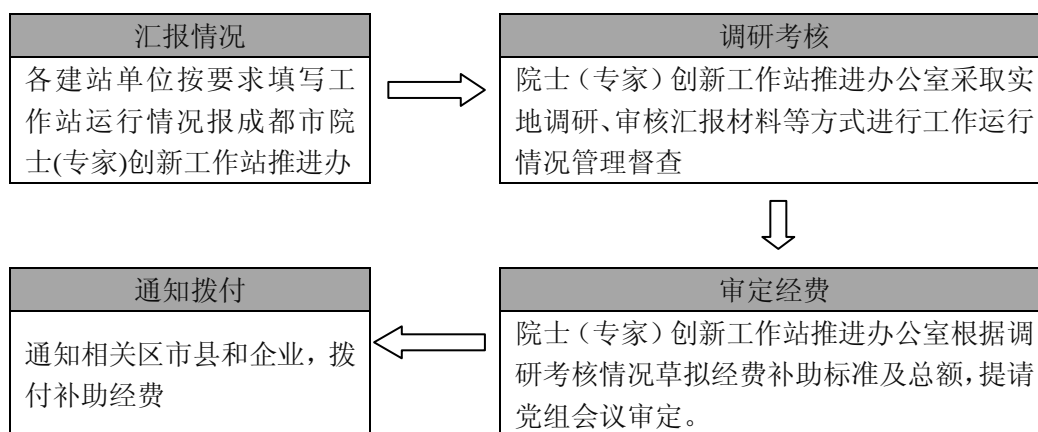 汇报情况
各建站单位按要求填写工
作站运行情况报成都市院
士(专家)创新工作站推进办
调研考核
院士（专家）创新工作站推进办公室采取实
地调研、审核汇报材料等方式进行工作运行
情况管理督查
审定经费
院士（专家）创新工作站推进办公室根据调
研考核情况草拟经费补助标准及总额，提请
党组会议审定。
通知拨付
通知相关区市县和企业，拨
付补助经费